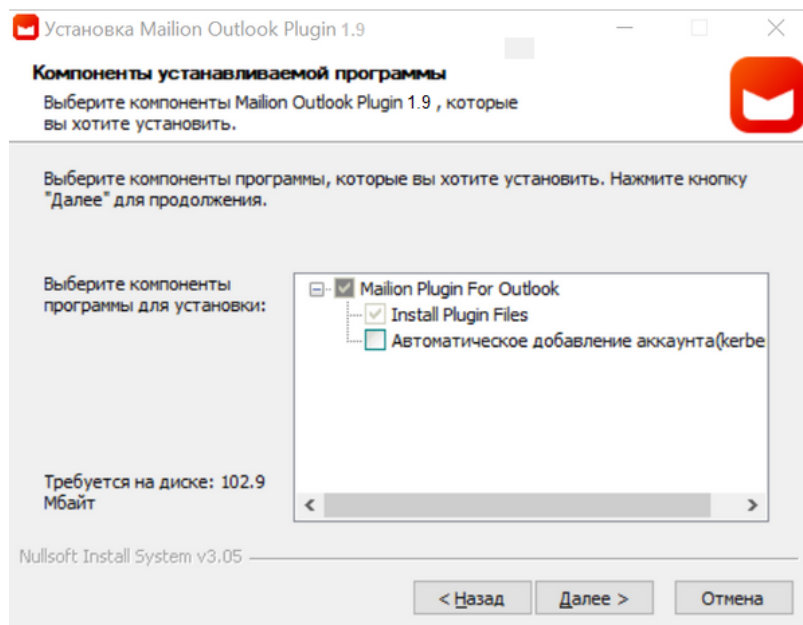 Установка Mailion Outlook Plugin 1.9
Компоненты устанавливаемой программы
Выберите компоненты Mailion Outlook Plugin 1.9 , которые
вы хотите установить.
Выберите компоненты программы, которые вы хотите установить. Нажмите кнопку
"Далее" для продолжения.
Выберите компоненты
программы для установки:
Mailion Plugin For Outlook
Install Plugin Files
Автоматическое добавление аккаунта(kerbe
Требуется на диске: 102.9
Мбайт
Nullsoft Install System v3.05
< Назад
Далее >
Отмена